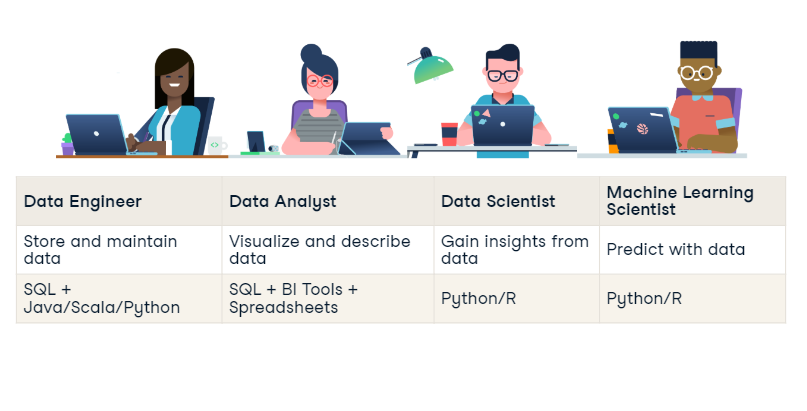 Data Engineer
Data Analyst
Data Scientist
Machine Learning
Scientist
Store and maintain
data
Visualize and describe
data
Gain insights from
data
Predict with data
SQL +
Java/Scala/Python
SQL + BI Tools +
Spreadsheets
Python/R
Python/R